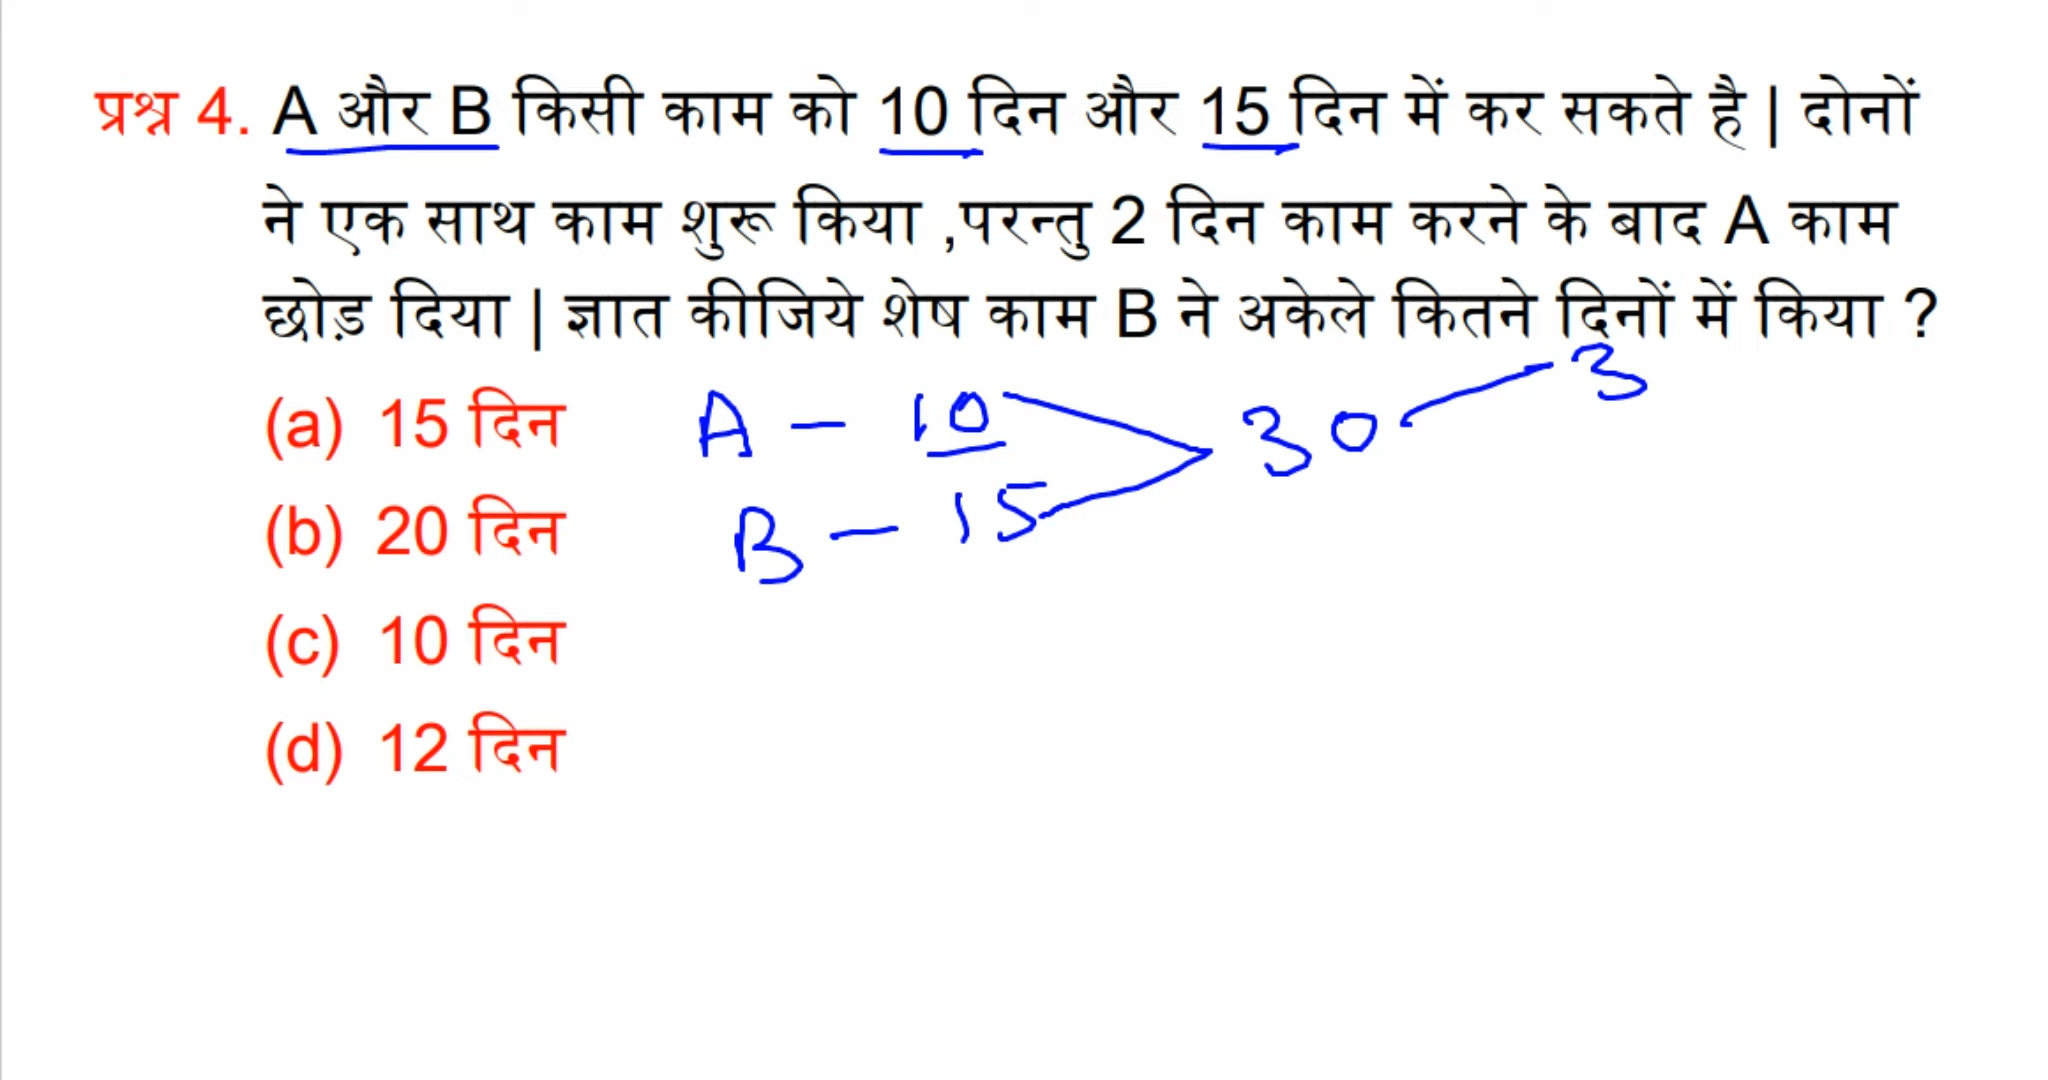 प्रश्न 4. A और B किसी काम को 10 दिन और 15 दिन में कर सकते है | दोनों
ने एक साथ काम शुरू किया ,परन्तु 2 दिन काम करने के बाद A काम
छोड़ दिया | ज्ञात कीजिये शेष काम B ने अकेले कितने दिनों में किया ?
(a) 15 दिन
(b) 20 दिन
(c) 10 दिन
(d) 12 दिन
A - 10
B - 15
30
3